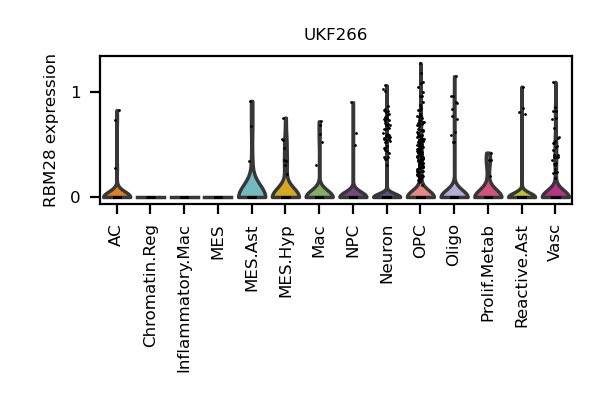 UKF266
RBM28 expression
1
0
AC
Chromatin.Reg
Inflammatory.Mac
MES
MES.Ast
MES.Hyp
Mac
NPC
Neuron
OPC
Oligo
Prolif.Metab
Reactive.Ast
Vasc